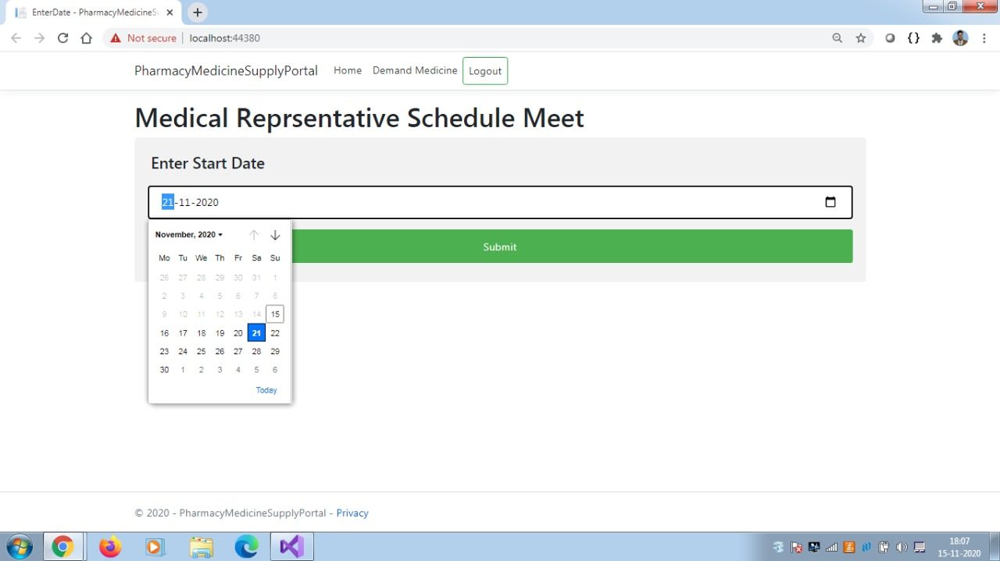 EnterDate - PharmacyMedicineSu
Not secure
localhost:44380
PharmacyMedicineSupplyPortal
Home
Demand Medicine
Logout
Medical Reprsentative Schedule Meet
Enter Start Date
21-11-2020
Submit
November, 2020
Mo Tu We Th Fr Sa Su
26 27 28 29 30 31 1
2 3 4 5 6 7 8
9 10 11 12 13 14 15
16 17 18 19 20 21 22
23 24 25 26 27 28 29
30 1 2 3 4 5 6
Today
© 2020 - PharmacyMedicineSupplyPortal - Privacy
18:07
15-11-2020